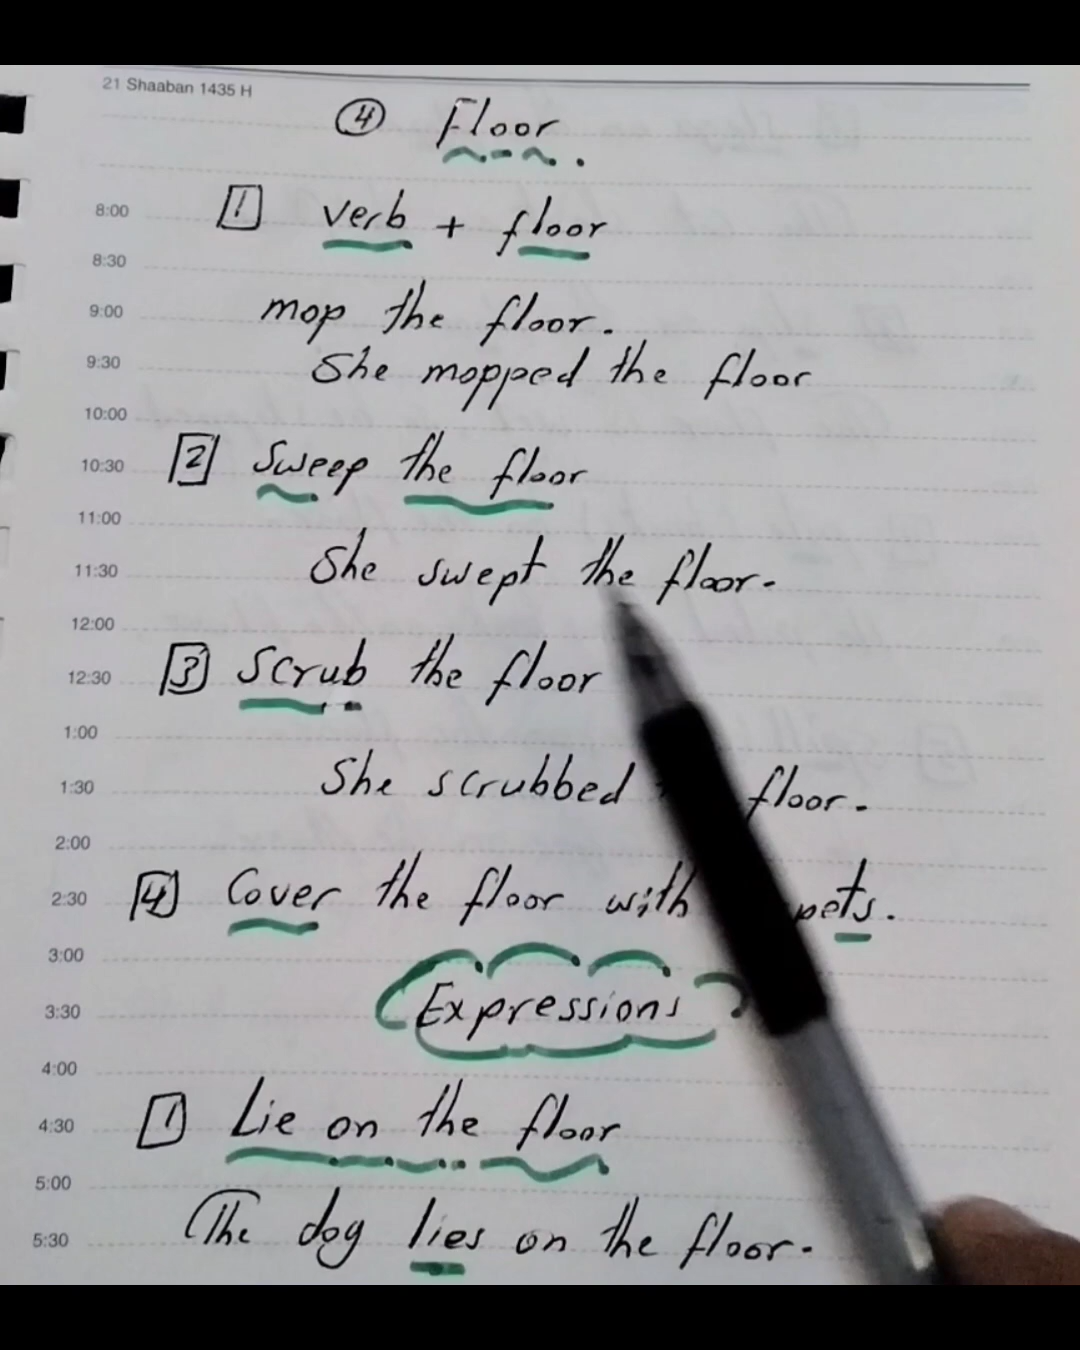 21 Shaaban 1435 H
4 Floor.
8:00 1 verb + floor
8:30
9:00 mop the floor.
9:30 She mopped the floor
10:00
10:30 2 Sweep the floor
11:00
11:30 She swept the floor.
12:00
12:30 3 Scrub the floor
1:00
1:30 She scrubbed floor.
2:00
2:30 4 Cover the floor with
3:00
3:30 Expressions
4:00
4:30 1 Lie on the floor
5:00
5:30 The dog lies on the floor.